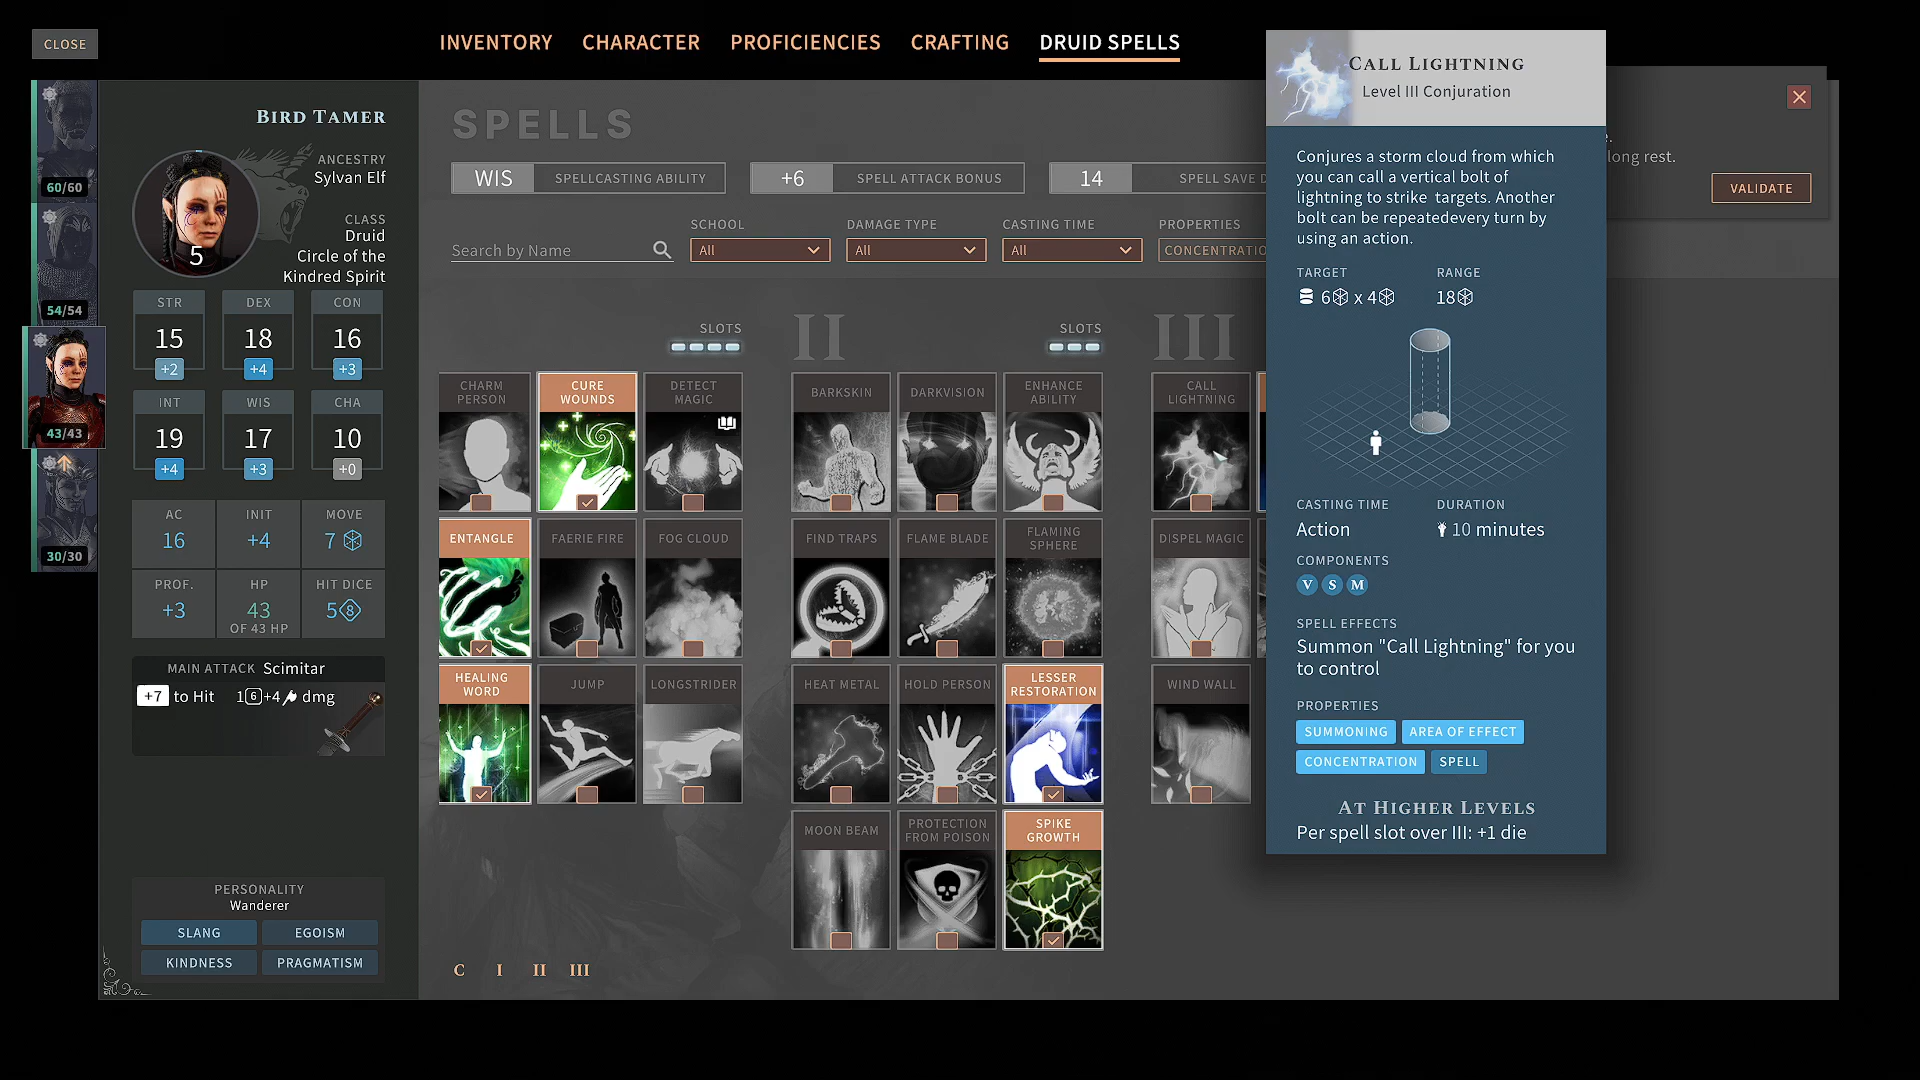 CLOSE
INVENTORY
CHARACTER
PROFICIENCIES
CRAFTING
DRUID SPELLS
60/60
54/54
43/43
30/30
BIRD TAMER
ANCESTRY
Sylvan Elf
CLASS
Druid
Circle of the
Kindred Spirit
5
STR
DEX
CON
15
18
16
+2
+4
+3
INT
WIS
CHA
19
17
10
+4
+3
+0
AC
INIT
MOVE
16
+4
7
PROF.
HP
HIT DICE
+3
43
OF 43 HP
5 8
MAIN ATTACK Scimitar
+7 to Hit 1 6 +4 dmg
PERSONALITY
Wanderer
SLANG
EGOISM
KINDNESS
PRAGMATISM
SPELLS
WIS SPELLCASTING ABILITY
+6 SPELL ATTACK BONUS
14 SPELL SAVE D
Search by Name
SCHOOL
All
DAMAGE TYPE
All
CASTING TIME
All
PROPERTIES
CONCENTRATIO
SLOTS
II
SLOTS
III
CHARM
PERSON
CURE
WOUNDS
DETECT
MAGIC
ENTANGLE
FAERIE FIRE
FOG CLOUD
HEALING
WORD
JUMP
LONGSTRIDER
BARKSKIN
DARKVISION
ENHANCE
ABILITY
FIND TRAPS
FLAME BLADE
FLAMING
SPHERE
HEAT METAL
HOLD PERSON
LESSER
RESTORATION
MOON BEAM
PROTECTION
FROM POISON
SPIKE
GROWTH
CALL
LIGHTNING
DISPEL MAGIC
WIND WALL
C I II III
CALL LIGHTNING
Level III Conjuration
Conjures a storm cloud from which
you can call a vertical bolt of
lightning to strike targets. Another
bolt can be repeatedevery turn by
using an action.
TARGET
RANGE
6 x 4
18
CASTING TIME
DURATION
Action
10 minutes
COMPONENTS
V S M
SPELL EFFECTS
Summon "Call Lightning" for you
to control
PROPERTIES
SUMMONING
AREA OF EFFECT
CONCENTRATION
SPELL
AT HIGHER LEVELS
Per spell slot over III: +1 die
e.
long rest.
VALIDATE